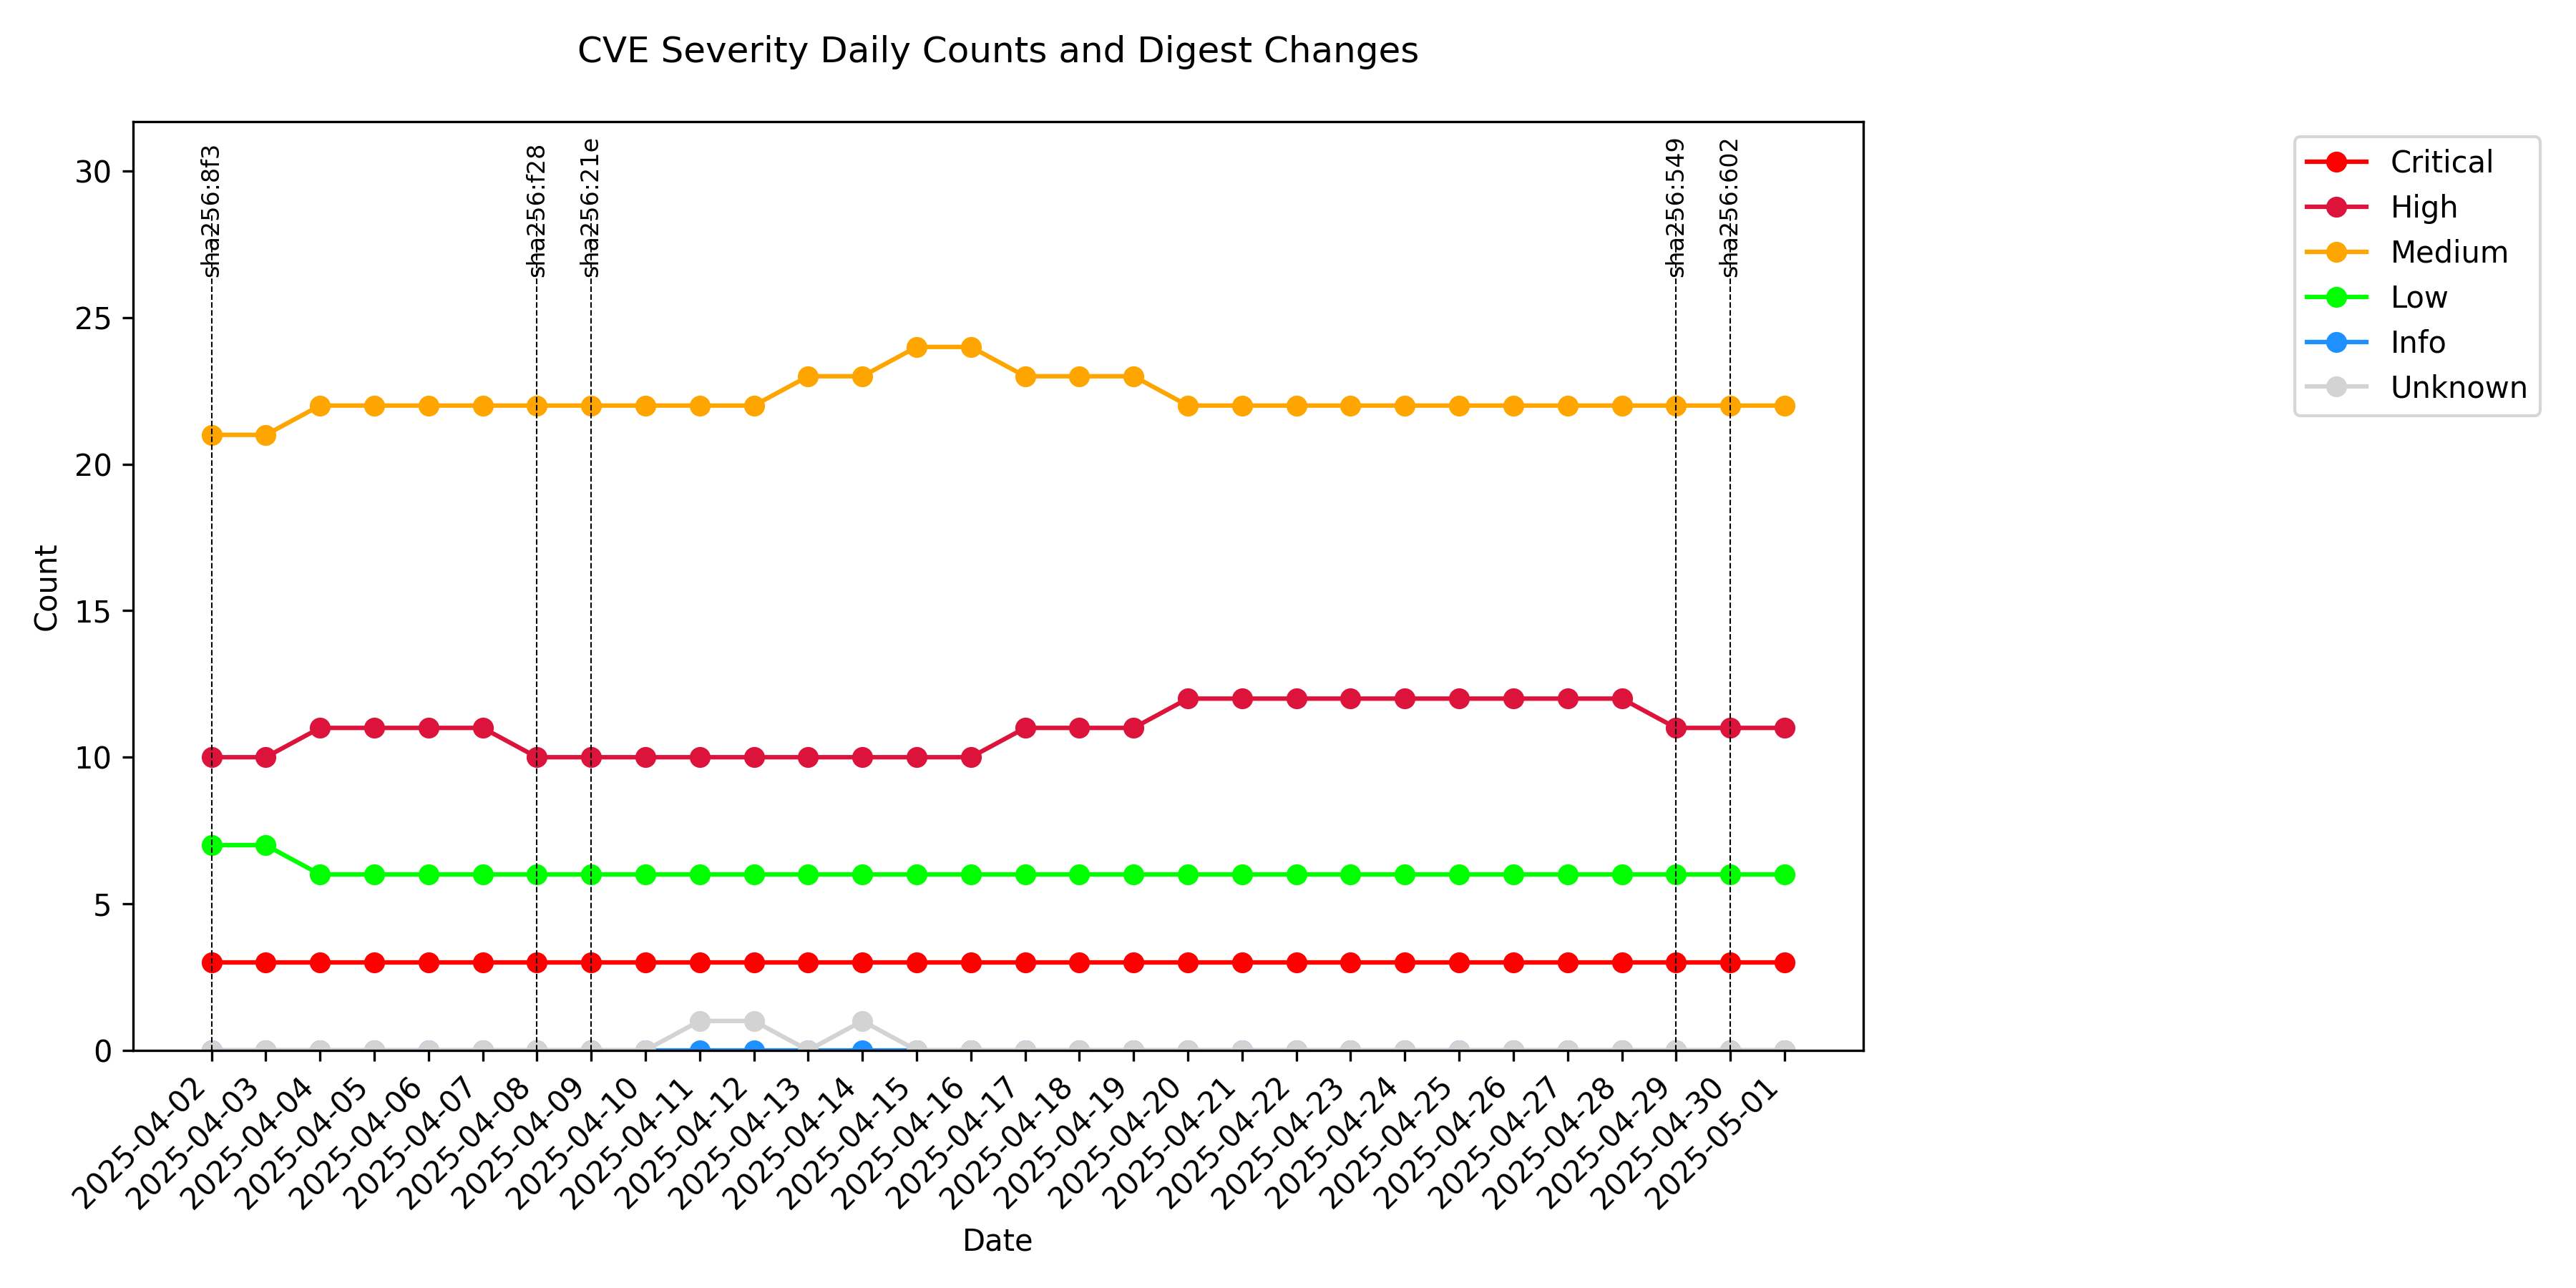 CVE Severity Daily Counts and Digest Changes
sha256:8f3
sha256:f28
sha256:21e
sha256:549
sha256:602
Critical
High
Medium
Low
Info
Unknown
30
25
20
15
10
5
0
Count
2025-04-02
2025-04-03
2025-04-04
2025-04-05
2025-04-06
2025-04-07
2025-04-08
2025-04-09
2025-04-10
2025-04-11
2025-04-12
2025-04-13
2025-04-14
2025-04-15
2025-04-16
2025-04-17
2025-04-18
2025-04-19
2025-04-20
2025-04-21
2025-04-22
2025-04-23
2025-04-24
2025-04-25
2025-04-26
2025-04-27
2025-04-28
2025-04-29
2025-04-30
2025-05-01
Date